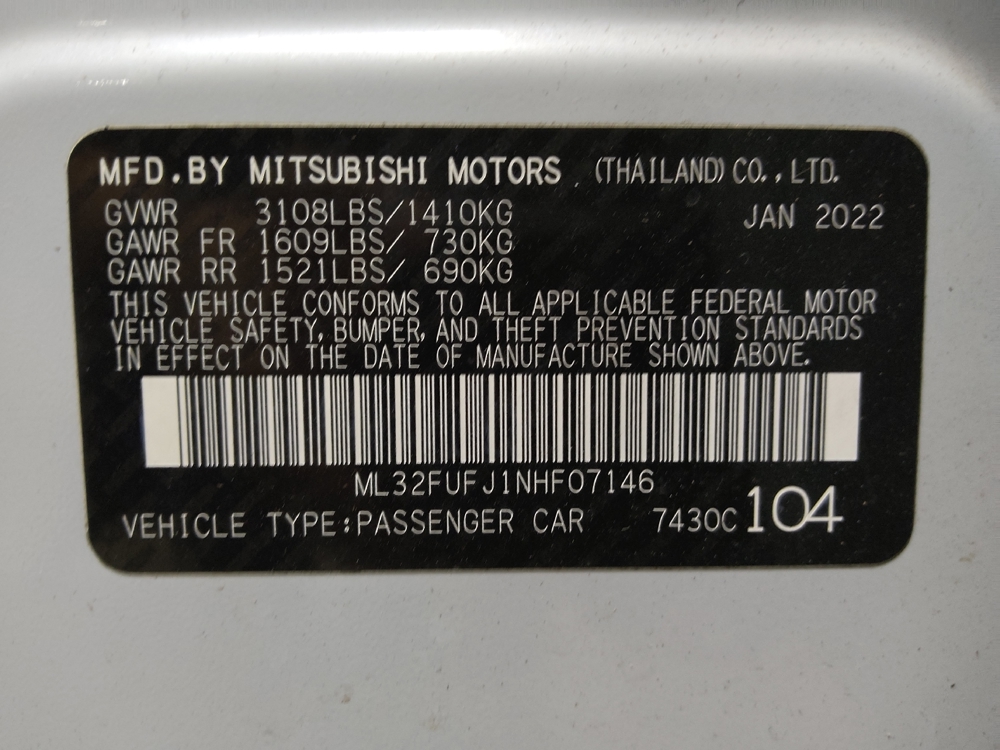 MFD.BY MITSUBISHI MOTORS (THAILAND) CO., LTD.
GVWR 3108LBS/1410KG JAN 2022
GAWR FR 1609LBS/ 730KG
GAWR RR 1521LBS/ 690KG
THIS VEHICLE CONFORMS TO ALL APPLICABLE FEDERAL MOTOR
VEHICLE SAFETY, BUMPER, AND THEFT PREVENTION STANDARDS
IN EFFECT ON THE DATE OF MANUFACTURE SHOWN ABOVE.
ML32FUFJ1NHF07146
VEHICLE TYPE:PASSENGER CAR 7430C 104